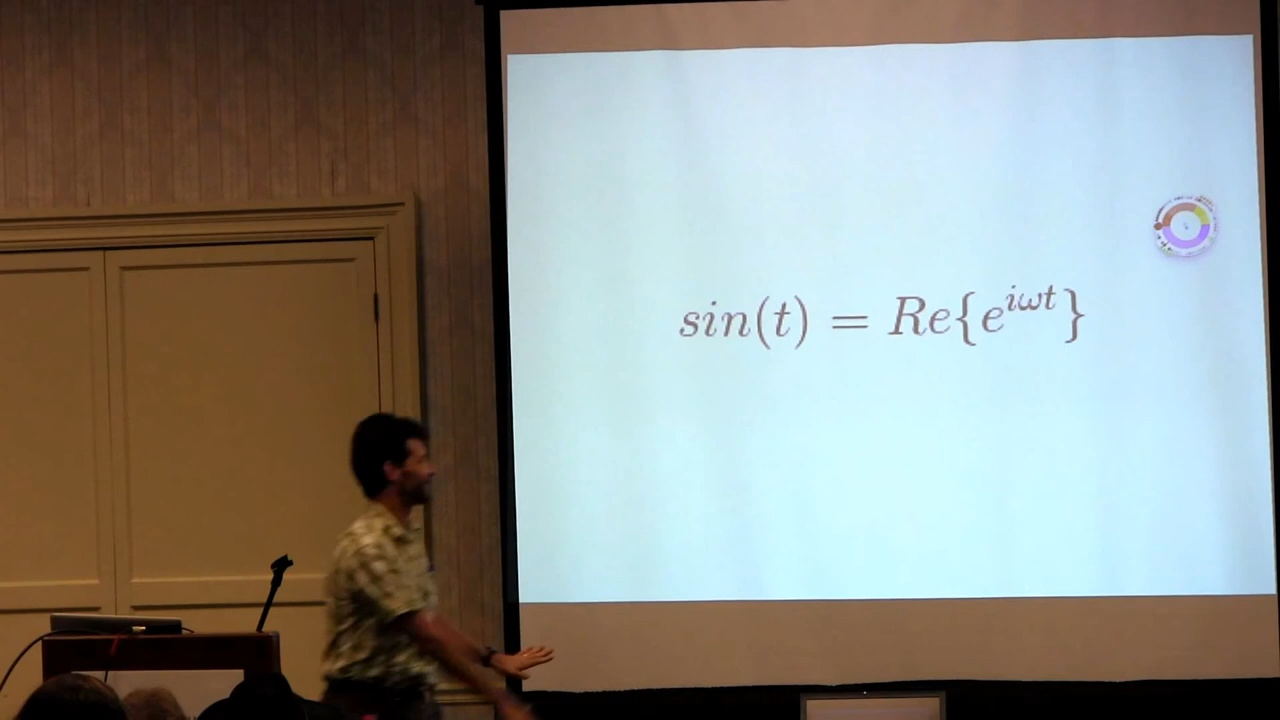 sin(t) = Re{e^{iωt}}